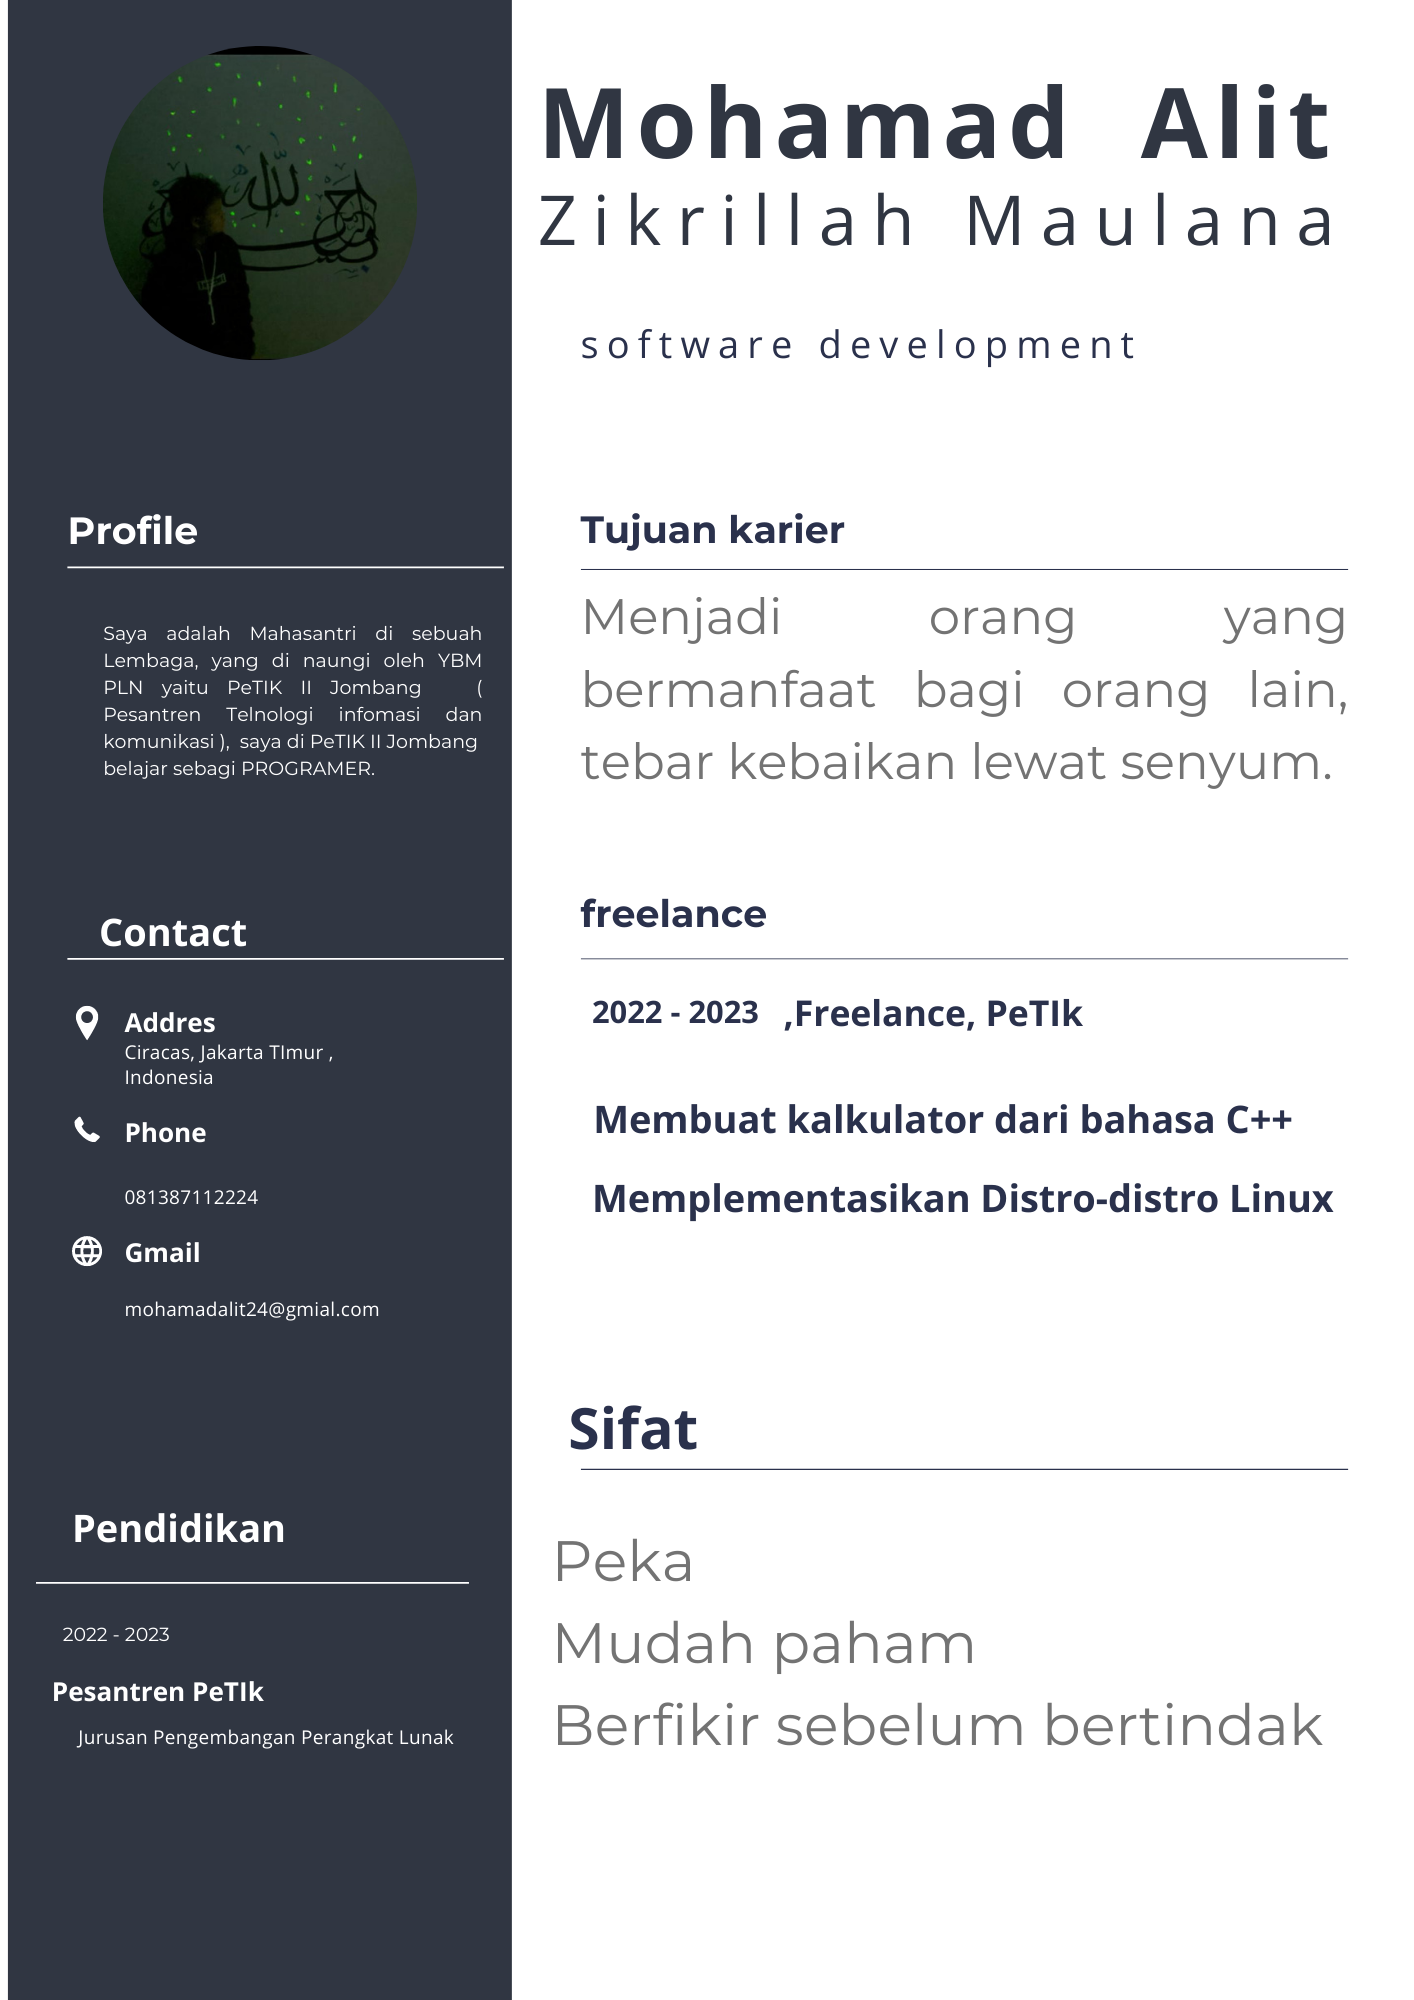 Mohamad Alit
Zikrillah Maulana
software development
Profile
Saya adalah Mahasantri di sebuah
Lembaga, yang di naungi oleh YBM
PLN yaitu PeTIK II Jombang (
Pesantren Telnologi infomasi dan
komunikasi ), saya di PeTIK II Jombang
belajar sebagi PROGRAMER.
Contact
Addres
Ciracas, Jakarta TImur ,
Indonesia
Phone
081387112224
Gmail
mohamadalit24@gmial.com
Pendidikan
2022 - 2023
Pesantren PeTIk
Jurusan Pengembangan Perangkat Lunak
Tujuan karier
Menjadi orang yang
bermanfaat bagi orang lain,
tebar kebaikan lewat senyum.
freelance
2022 - 2023 ,Freelance, PeTIk
Membuat kalkulator dari bahasa C++
Memplementasikan Distro-distro Linux
Sifat
Peka
Mudah paham
Berfikir sebelum bertindak